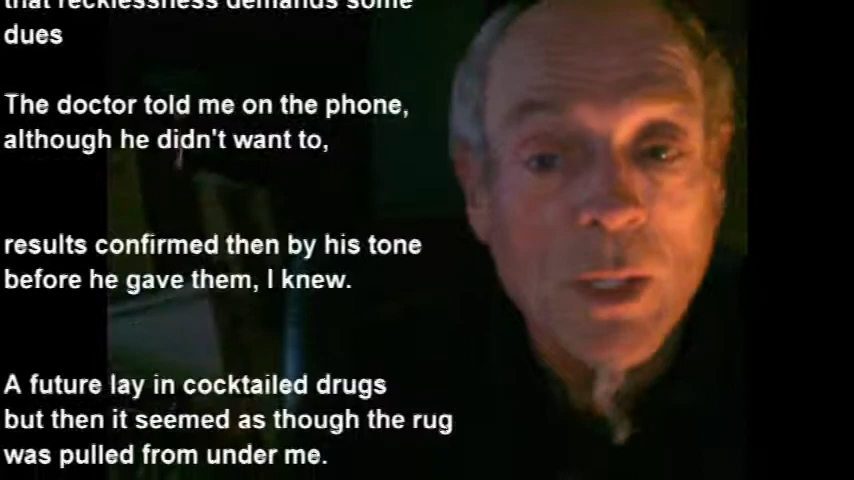 that recklessness demands some
dues
The doctor told me on the phone,
although he didn't want to,
results confirmed then by his tone
before he gave them, I knew.
A future lay in cocktailed drugs
but then it seemed as though the rug
was pulled from under me.